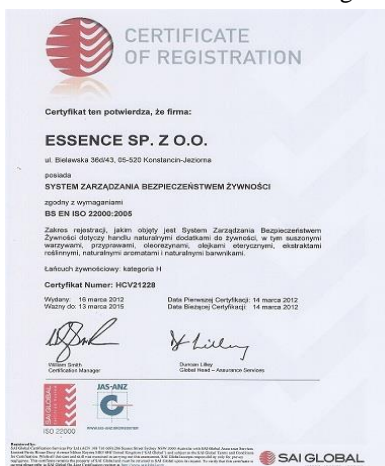 CERTIFICATE
OF REGISTRATION
Certyfikat ten potwierdza, że firma:
ESSENCE SP. Z O.O.
ul. Bielawska 36d/43, 05-520 Konstancin-Jeziorna
posiada
SYSTEM ZARZĄDZANIA BEZPIECZEŃSTWEM ŻYWNOŚCI
zgodny z wymaganiami
BS EN ISO 22000:2005
Zakres rejestracji, jakim objęty jest System Zarządzania Bezpieczeństwem
Żywności dotyczy handlu naturalnymi dodatkami do żywności, w tym suszonymi
warzywami, przyprawami, oleorezynami, olejkami eterycznymi, ekstraktami
roślinnymi, naturalnymi aromatami i naturalnymi barwnikami.
Łańcuch żywnościowy: kategoria H
Certyfikat Numer: HCV21228
Wydany: 16 marca 2012 Data Pierwszej Certyfikacji: 14 marca 2012
Ważny do: 13 marca 2015 Data Bieżącej Certyfikacji: 14 marca 2012
William Smith Duncan Lilley
Certification Manager Global Head – Assurance Services
SAI GLOBAL
JAS-ANZ
ISO 22000
SAI GLOBAL